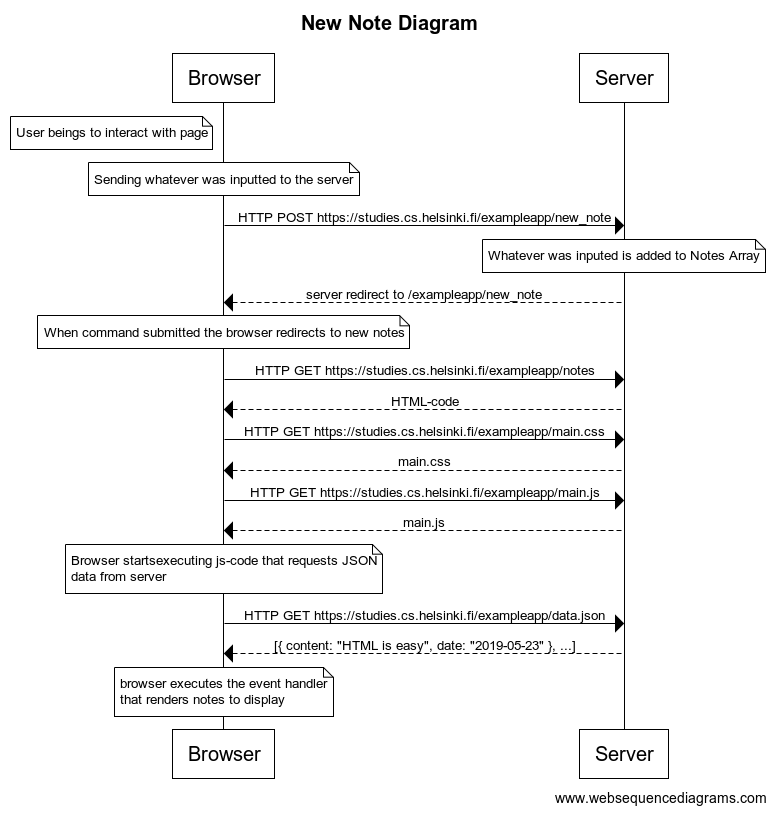 New Note Diagram
Browser
Server
User beings to interact with page
Sending whatever was inputted to the server
HTTP POST https://studies.cs.helsinki.fi/exampleapp/new_note
Whatever was inputed is added to Notes Array
server redirect to /exampleapp/new_note
When command submitted the browser redirects to new notes
HTTP GET https://studies.cs.helsinki.fi/exampleapp/notes
HTML-code
HTTP GET https://studies.cs.helsinki.fi/exampleapp/main.css
main.css
HTTP GET https://studies.cs.helsinki.fi/exampleapp/main.js
main.js
Browser startsexecuting js-code that requests JSON
data from server
HTTP GET https://studies.cs.helsinki.fi/exampleapp/data.json
[{ content: "HTML is easy", date: "2019-05-23" }, ...]
browser executes the event handler
that renders notes to display
Browser
Server
www.websequencediagrams.com